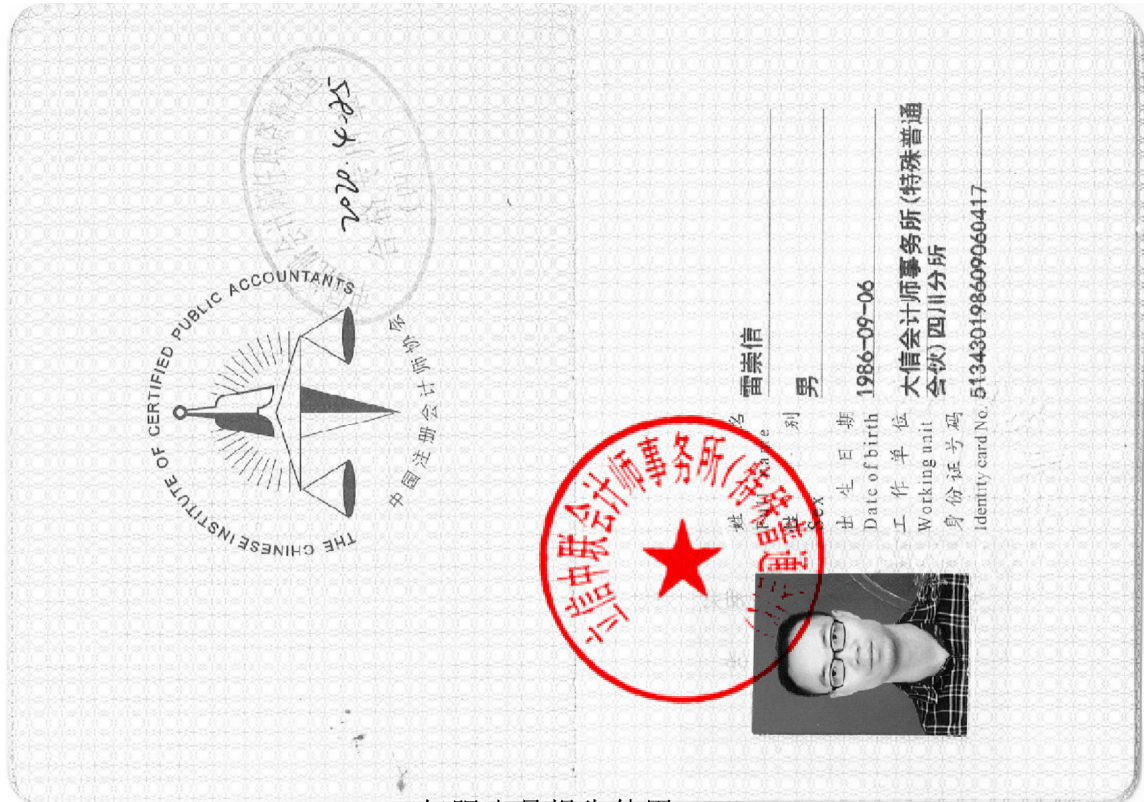 THE CHINESE INSTITUTE OF CERTIFIED PUBLIC ACCOUNTANTS
中国注册会计师协会
姓 名 雷崇信
Full name
性 别 男
Sex
出 生 日 期 1986-09-06
Date of birth
工 作 单 位 大信会计师事务所(特殊普通
Working unit 合伙)四川分所
身 份 证 号 码 513430198609060417
Identity card No.
立信中联会计师事务所(特殊普通合伙)